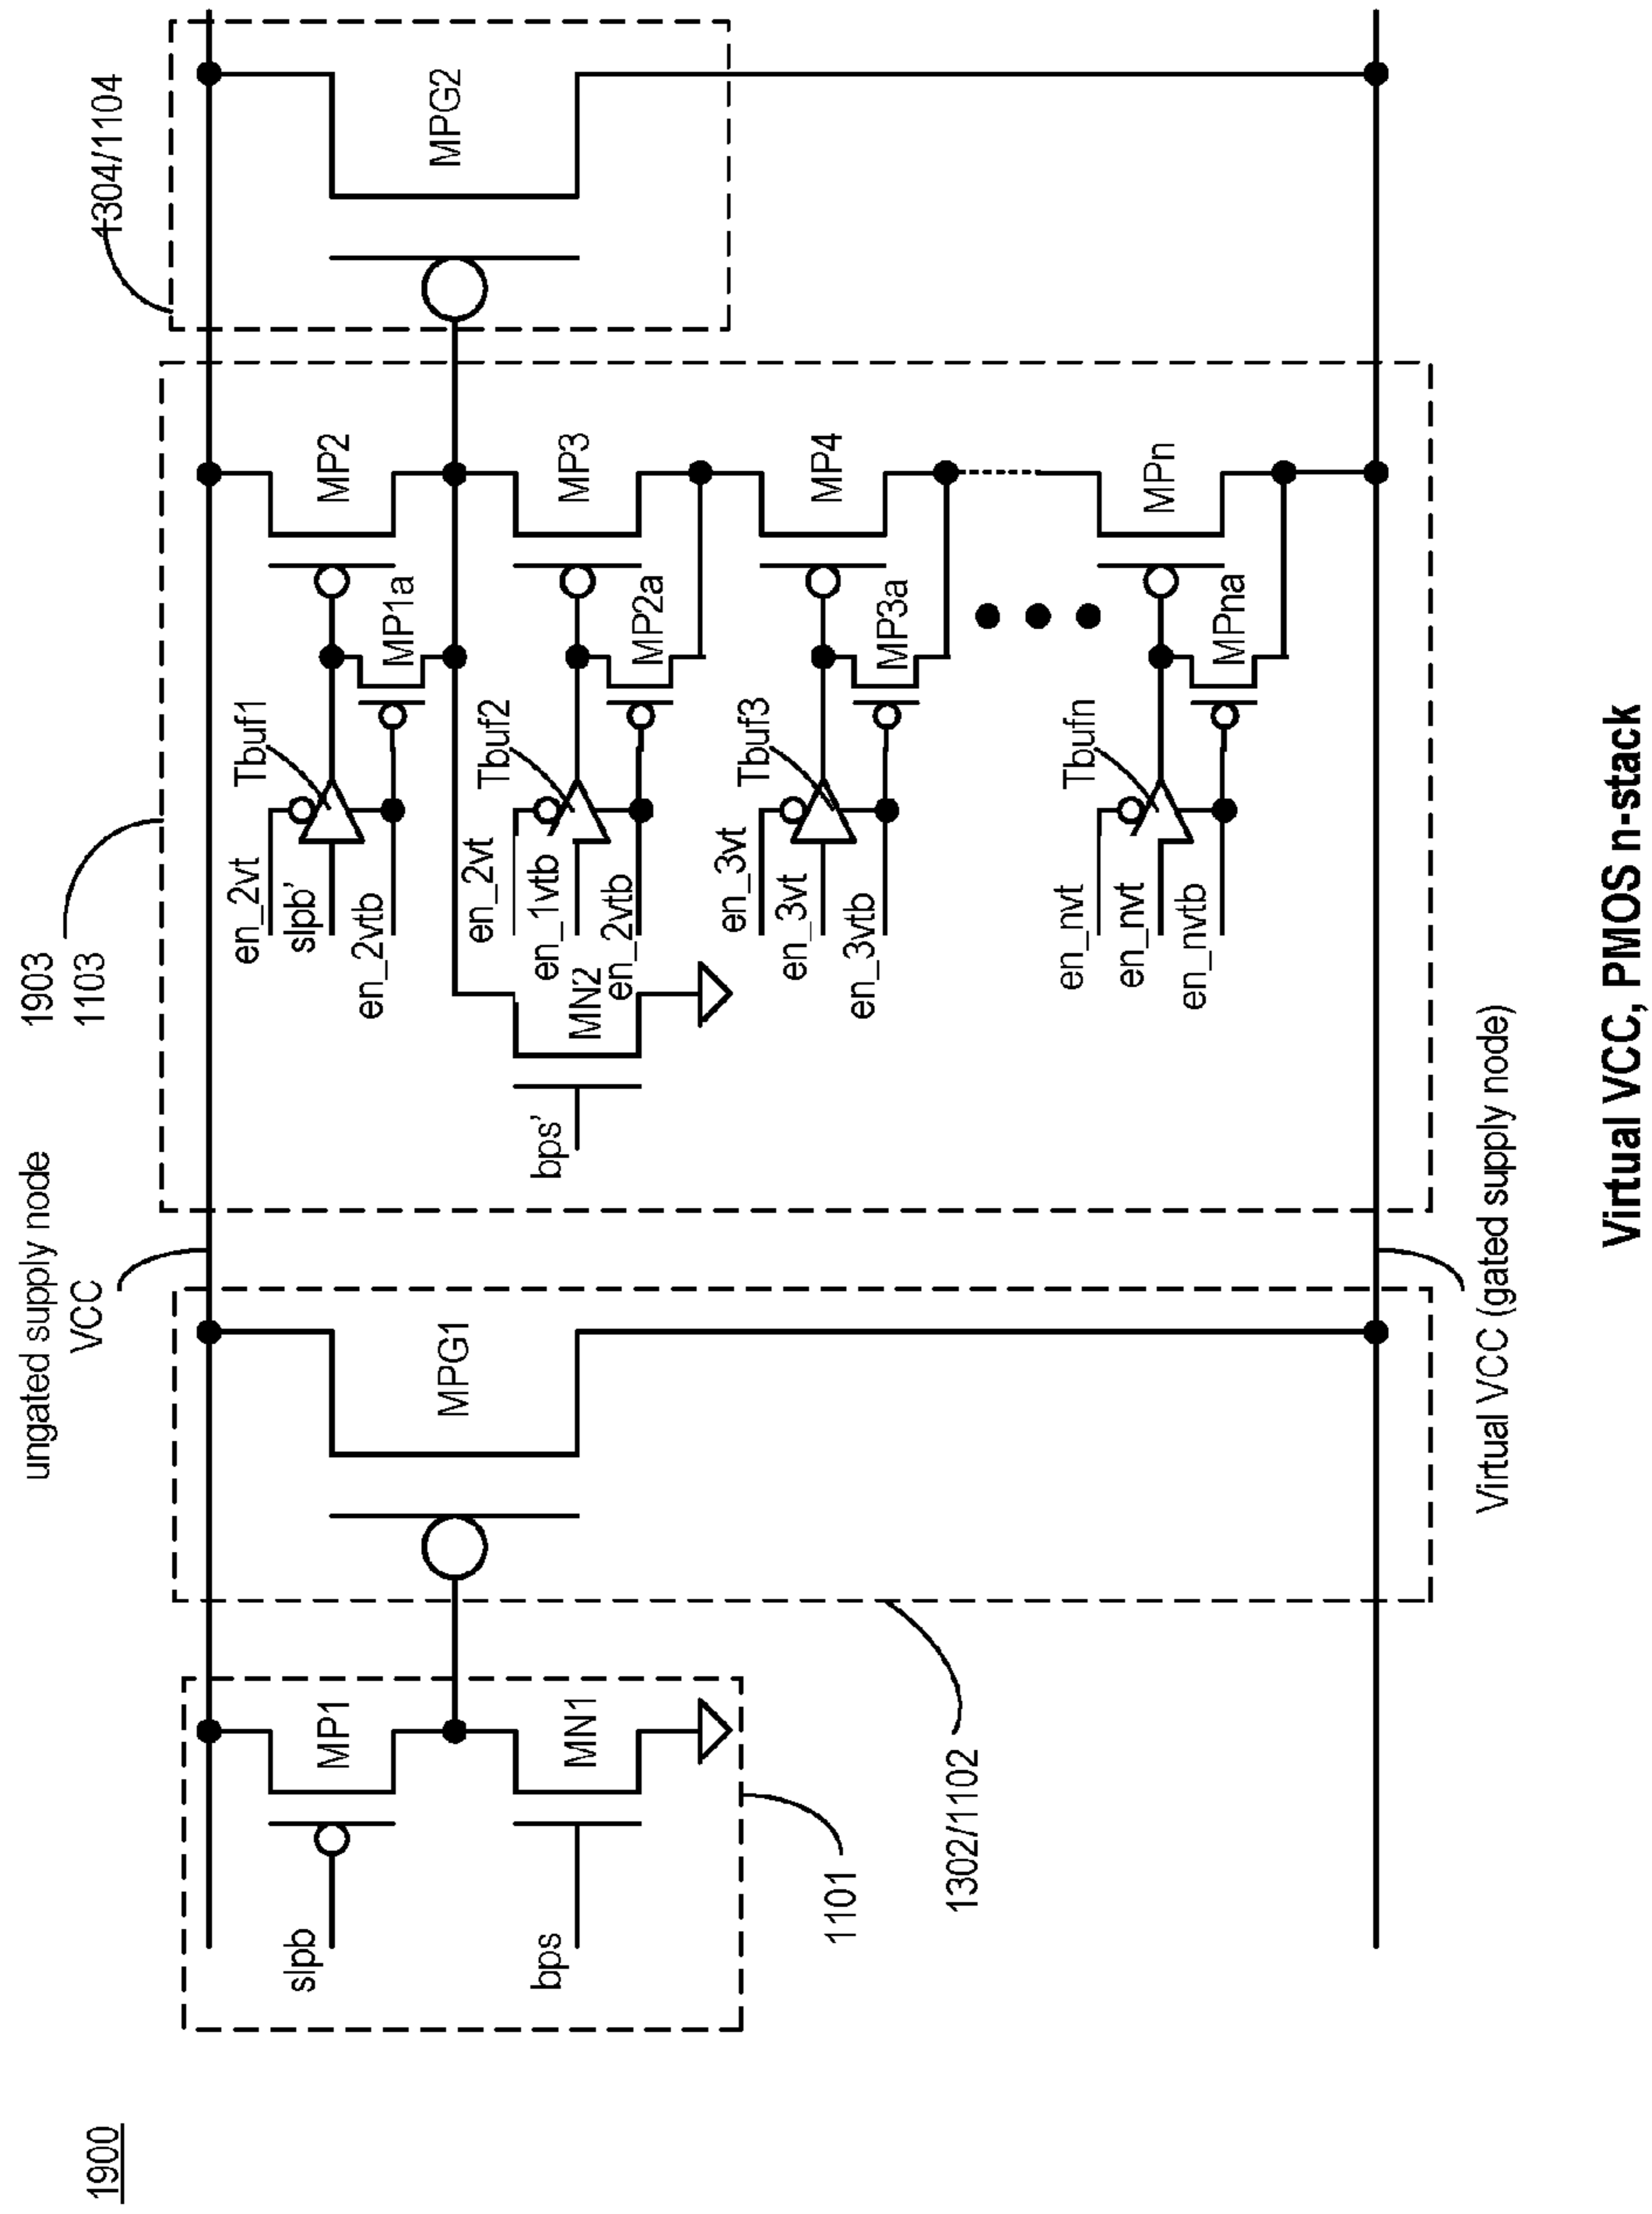 1900
ungated supply node
VCC
1903
1103
1304/1104
slpb
MP1
bps
MN1
1101
1302/1102
MPG1
MPG2
bps’
MN2
en_2vt
slpb’
en_2vtb
Tbuf1
MP1a
MP2
en_2vt
en_1vtb
en_2vtb
Tbuf2
MP2a
MP3
en_3vt
en_3vt
en_3vtb
Tbuf3
MP3a
MP4
en_nvt
en_nvt
en_nvtb
Tbufn
MPna
MPn
Virtual VCC (gated supply node)
Virtual VCC, PMOS n-stack